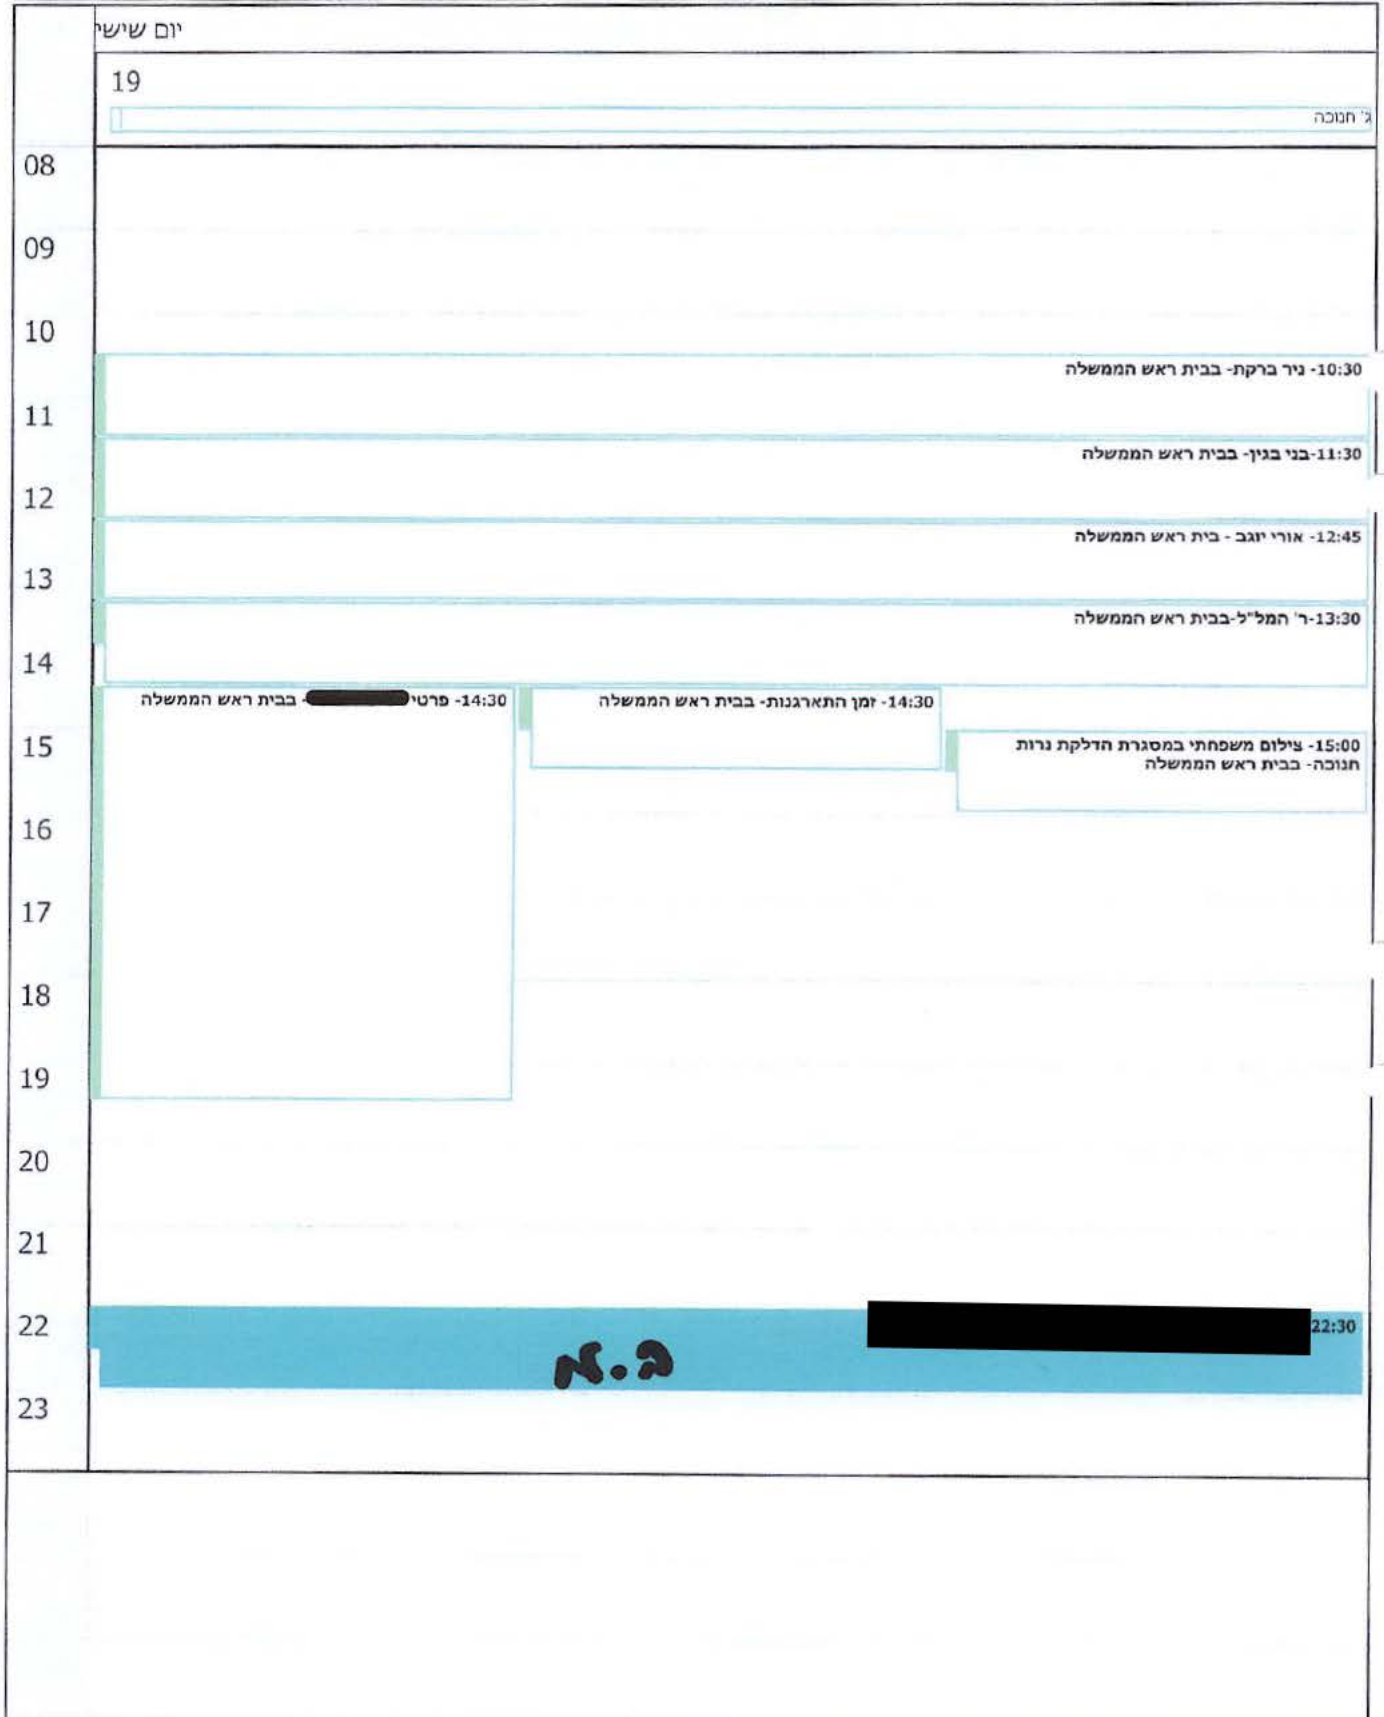 יום שישי
19
ג' חנוכה
08
09
10
10:30- ניר ברקת- בבית ראש הממשלה
11
11:30-בני בגין- בבית ראש הממשלה
12
12:45- אורי יוגב - בית ראש הממשלה
13
13:30-ר' המל"ל-בבית ראש הממשלה
14
14:30- פרטי - בבית ראש הממשלה
14:30- זמן התארגנות- בבית ראש הממשלה
15
15:00- צילום משפחתי במסגרת הדלקת נרות
חנוכה- בבית ראש הממשלה
16
17
18
19
20
21
22
22:30
ב.מ
23